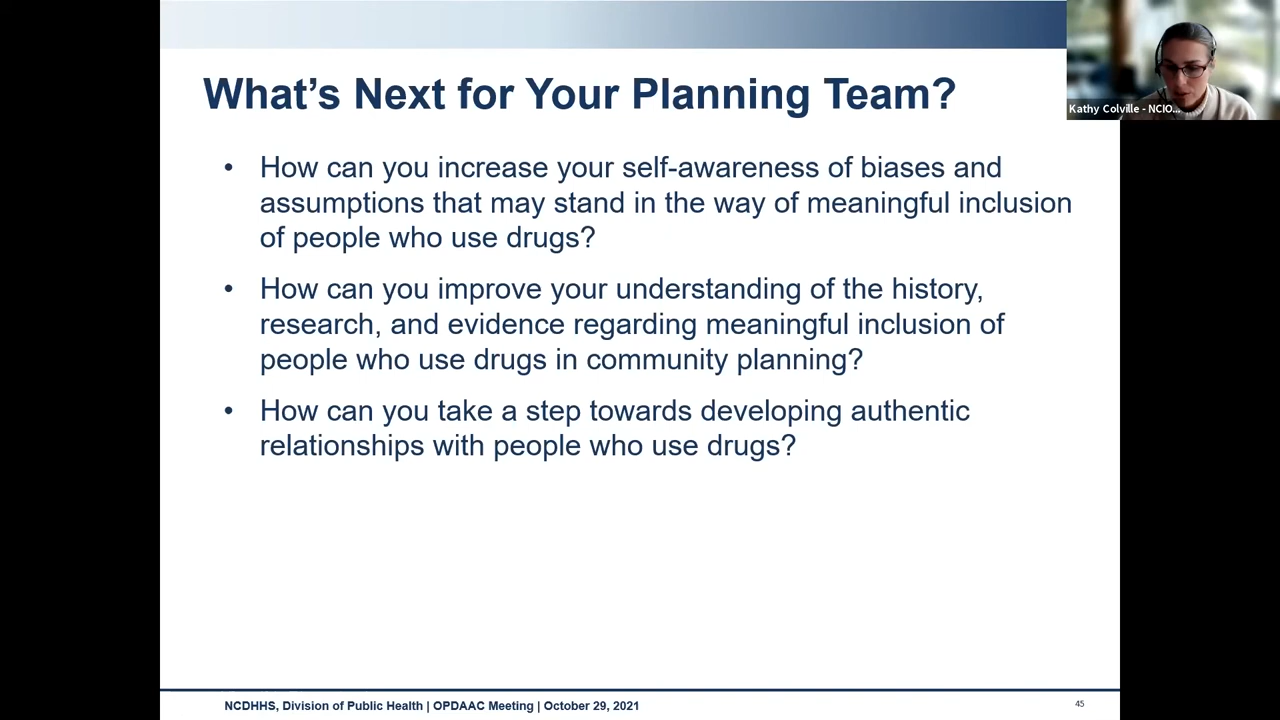 What's Next for Your Planning Team?
Kathy Colville - NCIO...
• How can you increase your self-awareness of biases and
assumptions that may stand in the way of meaningful inclusion
of people who use drugs?
• How can you improve your understanding of the history,
research, and evidence regarding meaningful inclusion of
people who use drugs in community planning?
• How can you take a step towards developing authentic
relationships with people who use drugs?
NCDHHS, Division of Public Health | OPDAAC Meeting | October 29, 2021
45